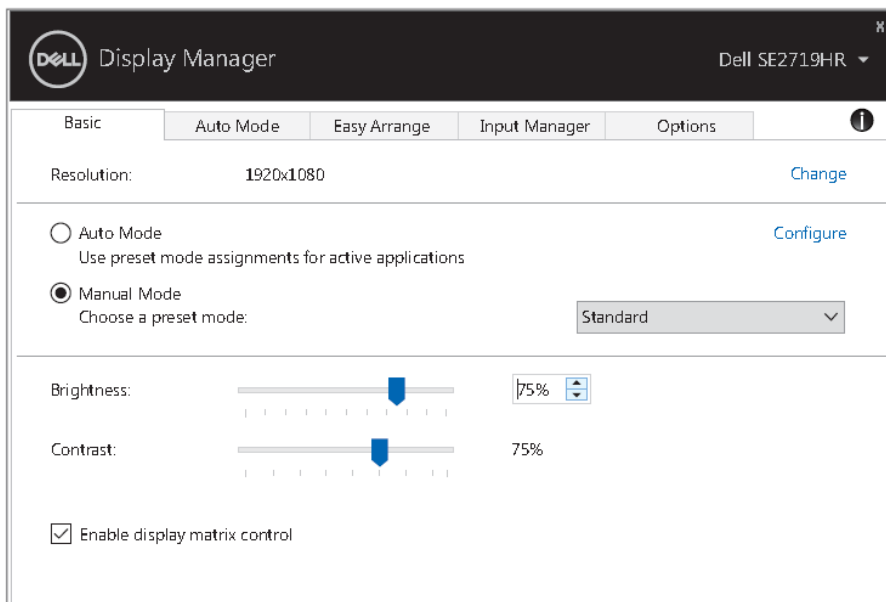 x
DELL Display Manager Dell SE2719HR
Basic Auto Mode Easy Arrange Input Manager Options i
Resolution: 1920x1080 Change
Auto Mode Configure
Use preset mode assignments for active applications
Manual Mode
Choose a preset mode: Standard
Brightness: 75%
Contrast: 75%
Enable display matrix control